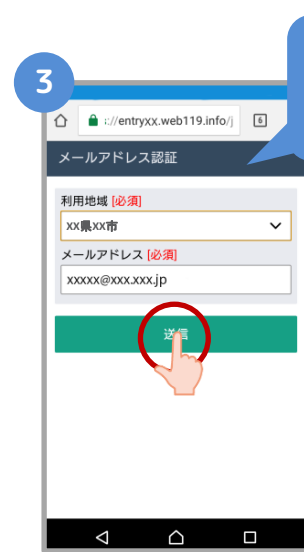 3
://entryxx.web119.info/j
6
メールアドレス認証
利用地域 [必須]
xx県xx市
メールアドレス [必須]
xxxxx@xxx.xxx.jp
送信